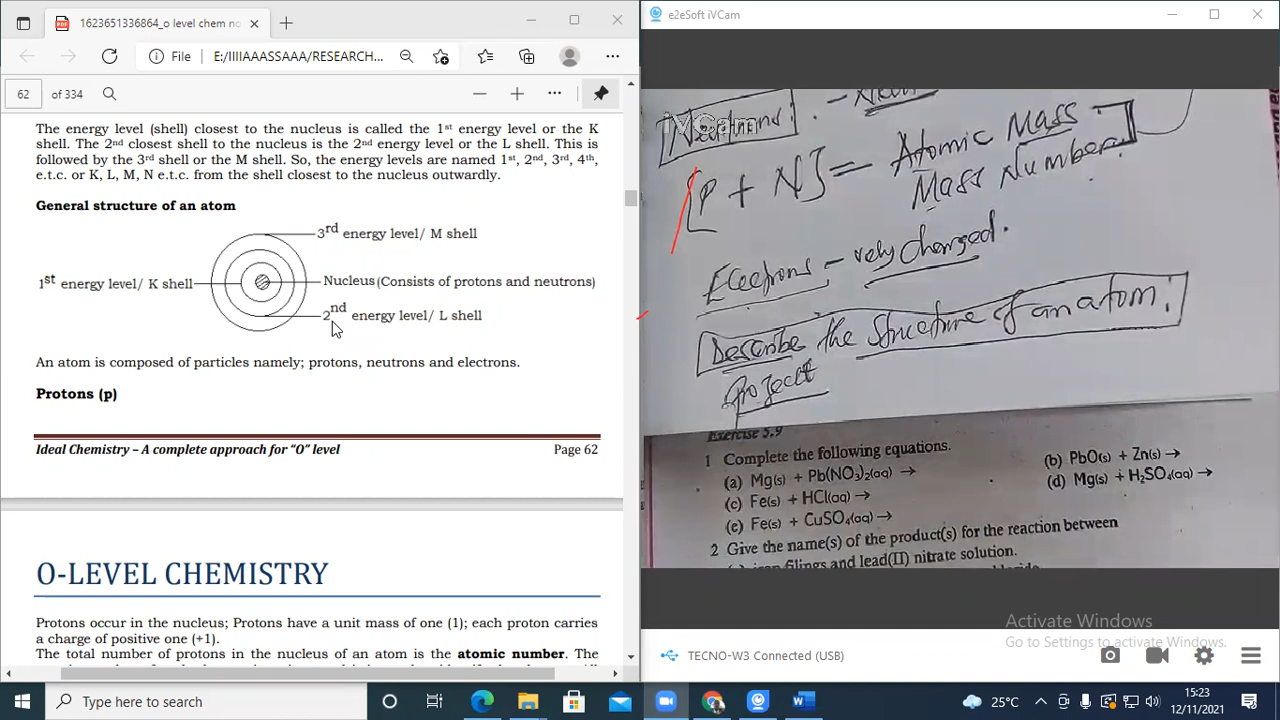 1623651336864_o level chem no
File
E:/IIIIAAASSAAA/RESEARCH...
62 of 334
The energy level (shell) closest to the nucleus is called the 1st energy level or the K
shell. The 2nd closest shell to the nucleus is the 2nd energy level or the L shell. This
is followed by the 3rd shell or the M shell. So, the energy levels are named 1st, 2nd, 3rd, 4th,
e.t.c. or K, L, M, N e.t.c. from the shell closest to the nucleus outwardly.
General structure of an atom
3rd energy level/ M shell
1st energy level/ K shell
Nucleus (Consists of protons and neutrons)
2nd energy level/ L shell
An atom is composed of particles namely; protons, neutrons and electrons.
Protons (p)
Ideal Chemistry – A complete approach for "O" level Page 62
O-LEVEL CHEMISTRY
Protons occur in the nucleus; Protons have a unit mass of one (1); each proton carries
a charge of positive one (+1).
The total number of protons in the nucleus of an atom is the atomic number. The
e2eSoft iVCam
iVCam
[P + N] = Atomic Mass
Mass Number
Electrons - vely charged.
Describe the structure of an atom:
Project
Exercise 5.9
1 Complete the following equations.
(a) Mg(s) + Pb(NO3)2(aq) →
(b) PbO(s) + Zn(s) →
(c) Fe(s) + HCl(aq) →
(d) Mg(s) + H2SO4(aq) →
(e) Fe(s) + CuSO4(aq) →
2 Give the name(s) of the product(s) for the reaction between
iron filings and lead(II) nitrate solution.
Activate Windows
Go to Settings to activate Windows.
TECNO-W3 Connected (USB)
Type here to search
25°C
15:23
12/11/2021